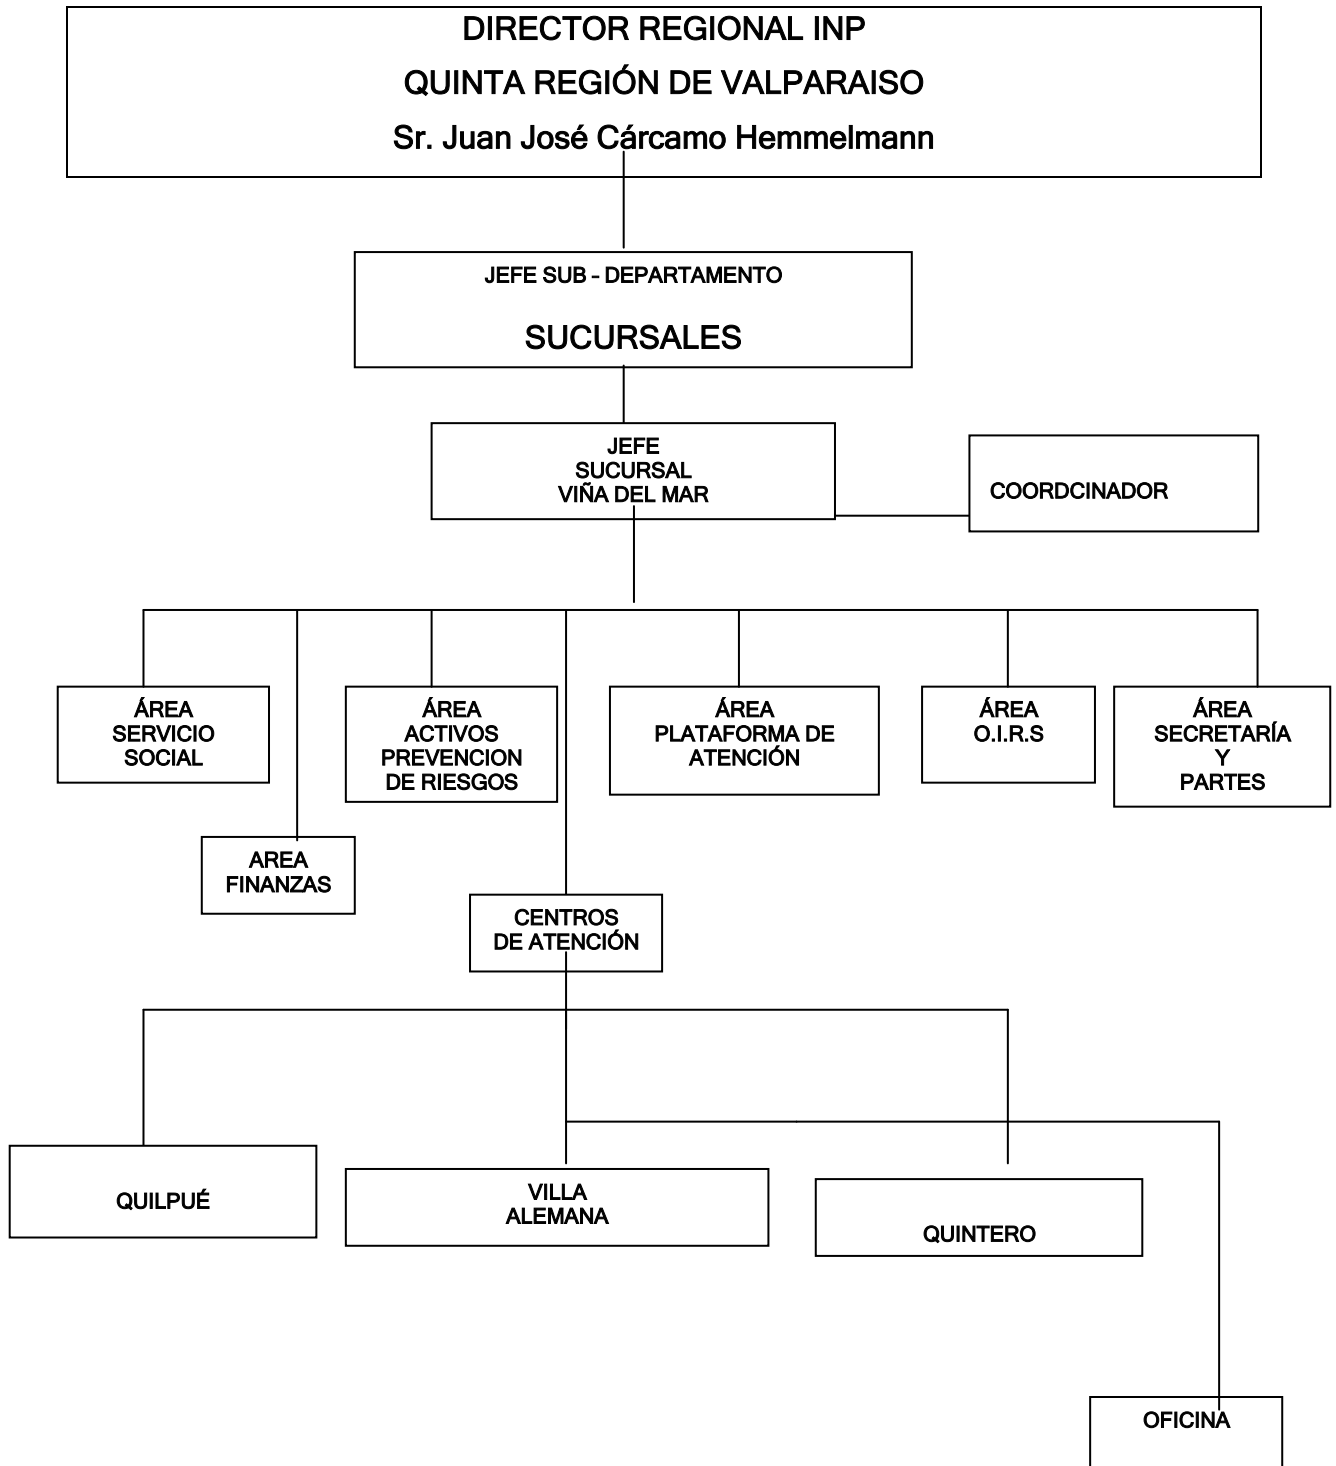 DIRECTOR REGIONAL INP
QUINTA REGIÓN DE VALPARAISO
Sr. Juan José Cárcamo Hemmelmann
JEFE SUB - DEPARTAMENTO
SUCURSALES
JEFE
SUCURSAL
VIÑA DEL MAR
COORDCINADOR
ÁREA
SERVICIO
SOCIAL
ÁREA
ACTIVOS
PREVENCION
DE RIESGOS
ÁREA
PLATAFORMA DE
ATENCIÓN
ÁREA
O.I.R.S
ÁREA
SECRETARÍA
Y
PARTES
AREA
FINANZAS
CENTROS
DE ATENCIÓN
QUILPUÉ
VILLA
ALEMANA
QUINTERO
OFICINA